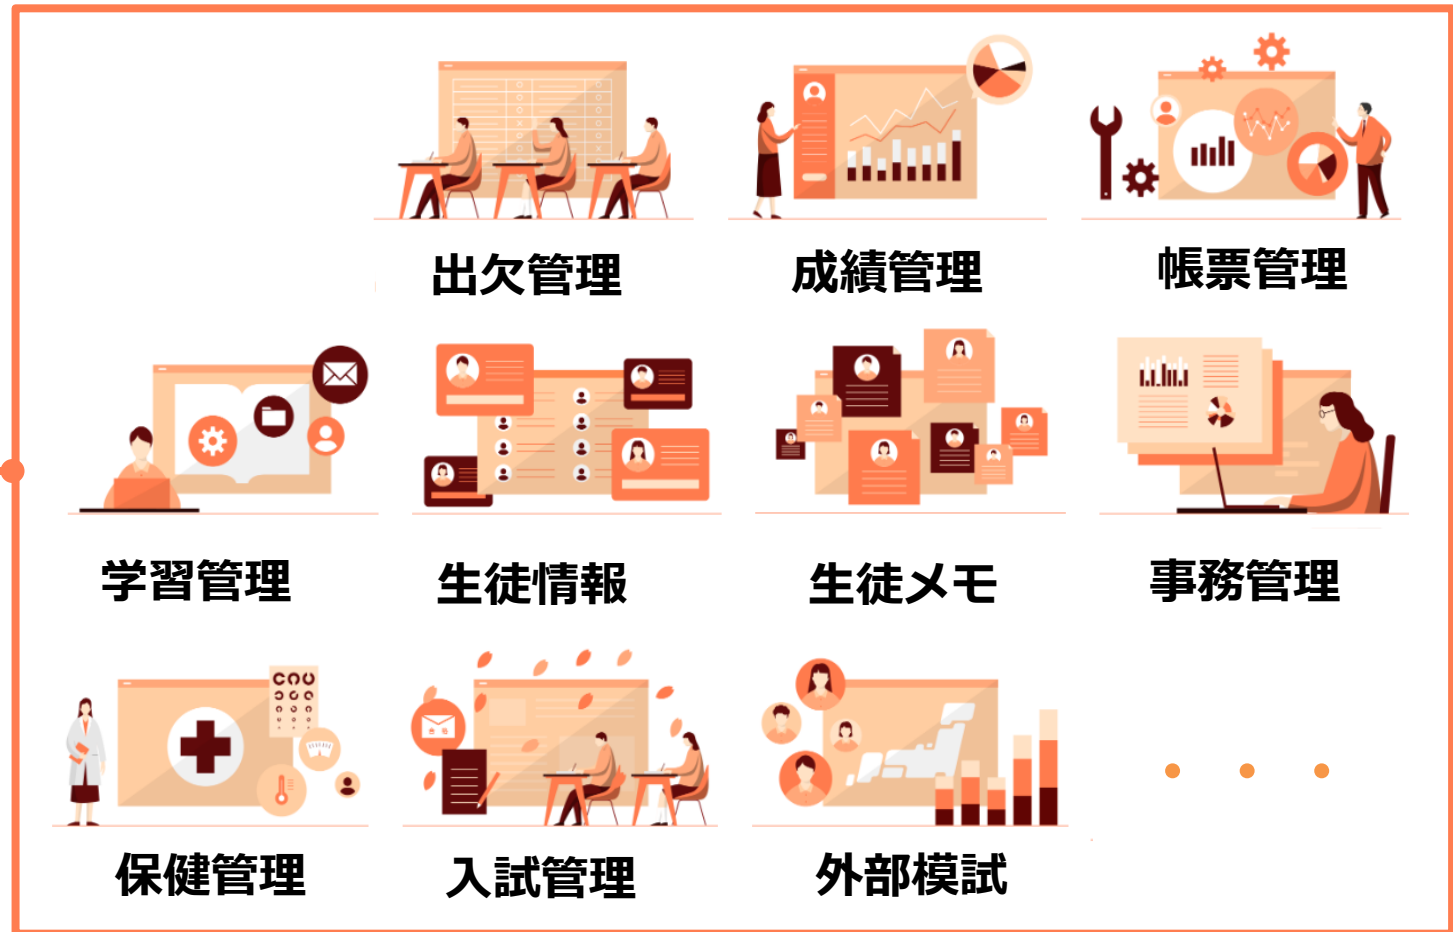 出欠管理
成績管理
帳票管理
学習管理
生徒情報
生徒メモ
事務管理
保健管理
入試管理
外部模試